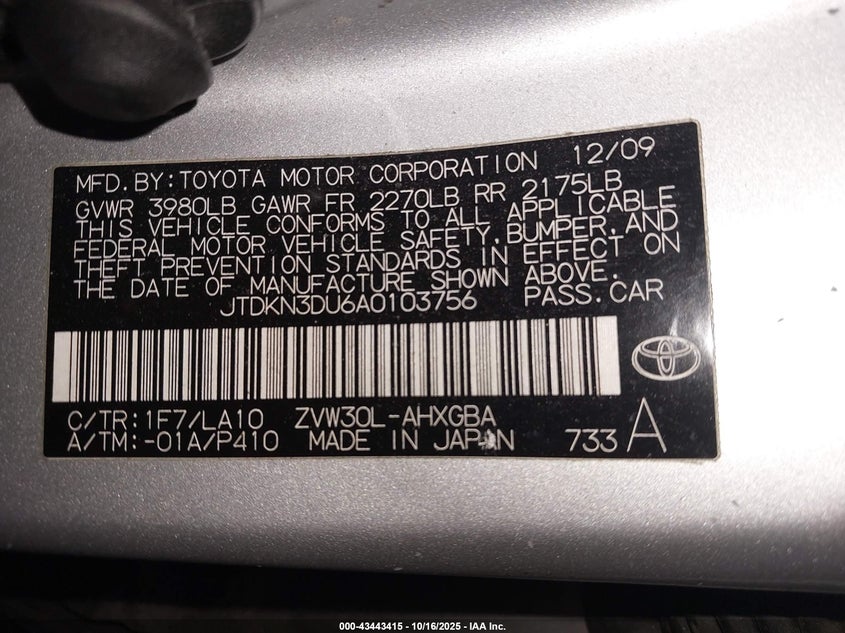 MFD. BY: TOYOTA MOTOR CORPORATION 12/09
GVWR 3980LB GAWR FR 2270LB RR 2175LB
THIS VEHICLE CONFORMS TO ALL APPLICABLE
FEDERAL MOTOR VEHICLE SAFETY, BUMPER, AND
THEFT PREVENTION STANDARDS IN EFFECT ON
THE DATE OF MANUFACTURE SHOWN ABOVE.
JTDKN3DU6A0103756 PASS. CAR
C/TR: 1F7/LA10 ZVW30L-AHXGBA
A/TM: -01A/P410 MADE IN JAPAN 733 A
000-43443415 - 10/16/2025 - IAA Inc.